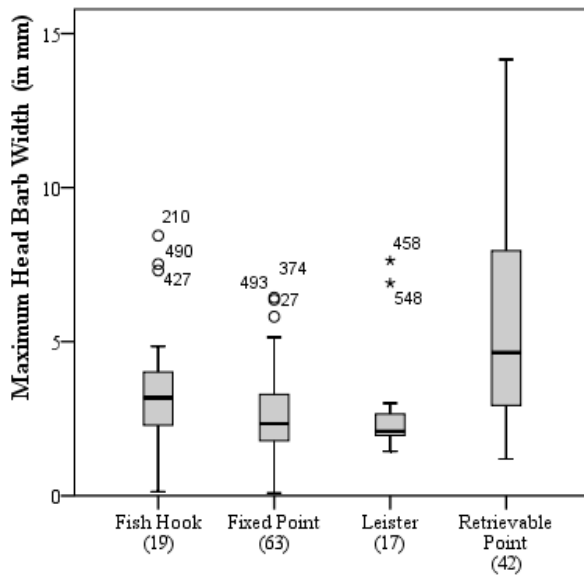 Maximum Head Barb Width (in mm)
15
10
5
0
210
490
427
493
374
27
458
548
Fish Hook
(19)
Fixed Point
(63)
Leister
(17)
Retrievable
Point
(42)